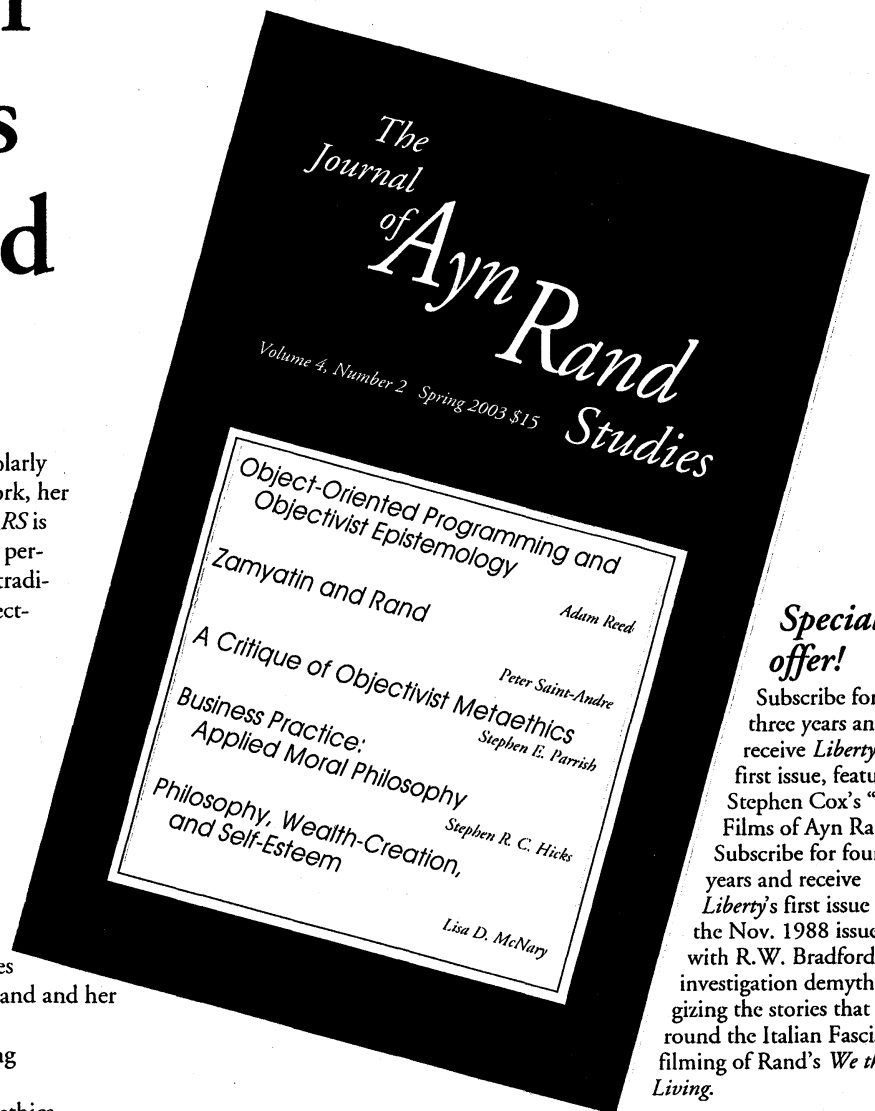 s
d
olarly
ork, her
RS is
per-
tradi-
ect-
es
and and her
ng
ethics
The
Journal
of Ayn Rand
Studies
Volume 4, Number 2 Spring 2003 $15
Object-Oriented Programming and
Objectivist Epistemology
Adam Reed
Zamyatin and Rand
Peter Saint-Andre
A Critique of Objectivist Metaethics
Stephen E. Parrish
Business Practice:
Applied Moral Philosophy
Stephen R. C. Hicks
Philosophy, Wealth-Creation,
and Self-Esteem
Lisa D. McNary
Special
offer!
Subscribe for
three years an
receive Liberty
first issue, featu
Stephen Cox's "
Films of Ayn Ra
Subscribe for four
years and receive
Liberty's first issue
the Nov. 1988 issue
with R.W. Bradford
investigation demyth
gizing the stories that
round the Italian Fasci
filming of Rand's We th
Living.